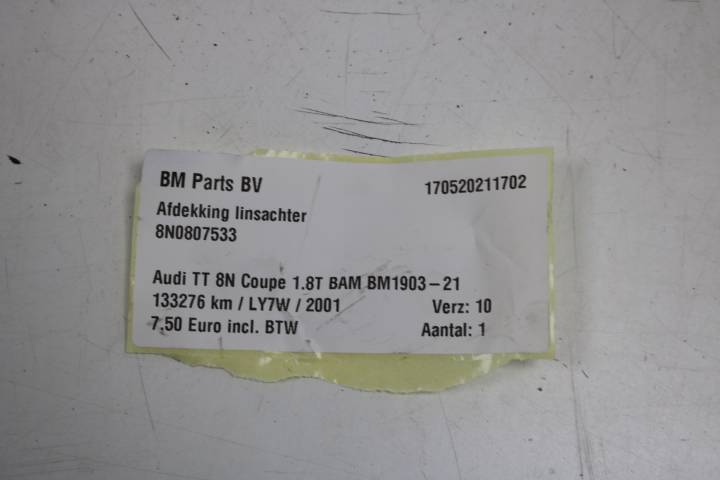 BM Parts BV 170520211702
Afdekking linsachter
8N0807533
Audi TT 8N Coupe 1.8T BAM BM1903-21
133276 km / LY7W / 2001 Verz: 10
7.50 Euro incl. BTW Aantal: 1